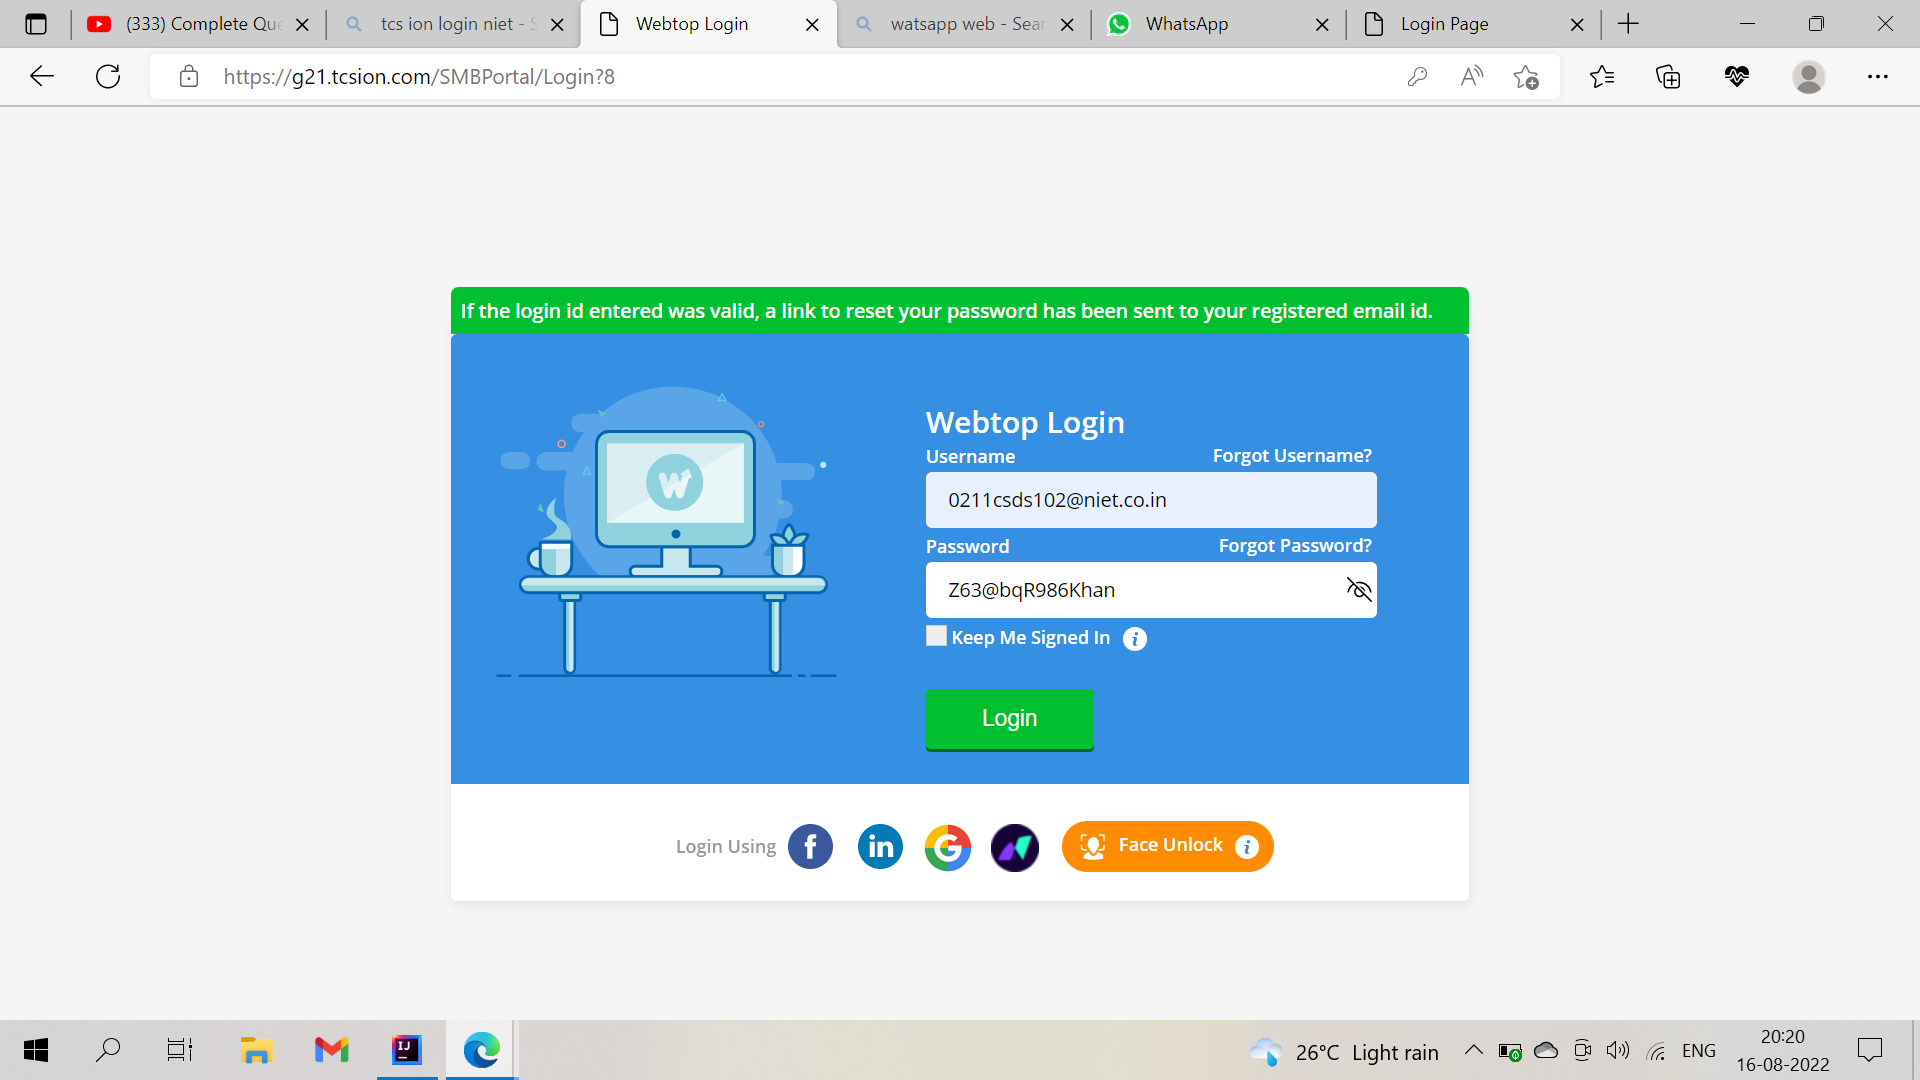 (333) Complete Que
tcs ion login niet - S
Webtop Login
watsapp web - Sear
WhatsApp
Login Page
https://g21.tcsion.com/SMBPortal/Login?8
If the login id entered was valid, a link to reset your password has been sent to your registered email id.
Webtop Login
Username
Forgot Username?
0211csds102@niet.co.in
Password
Forgot Password?
Z63@bqR986Khan
Keep Me Signed In
Login
Login Using
Face Unlock
26°C Light rain
ENG
20:20
16-08-2022